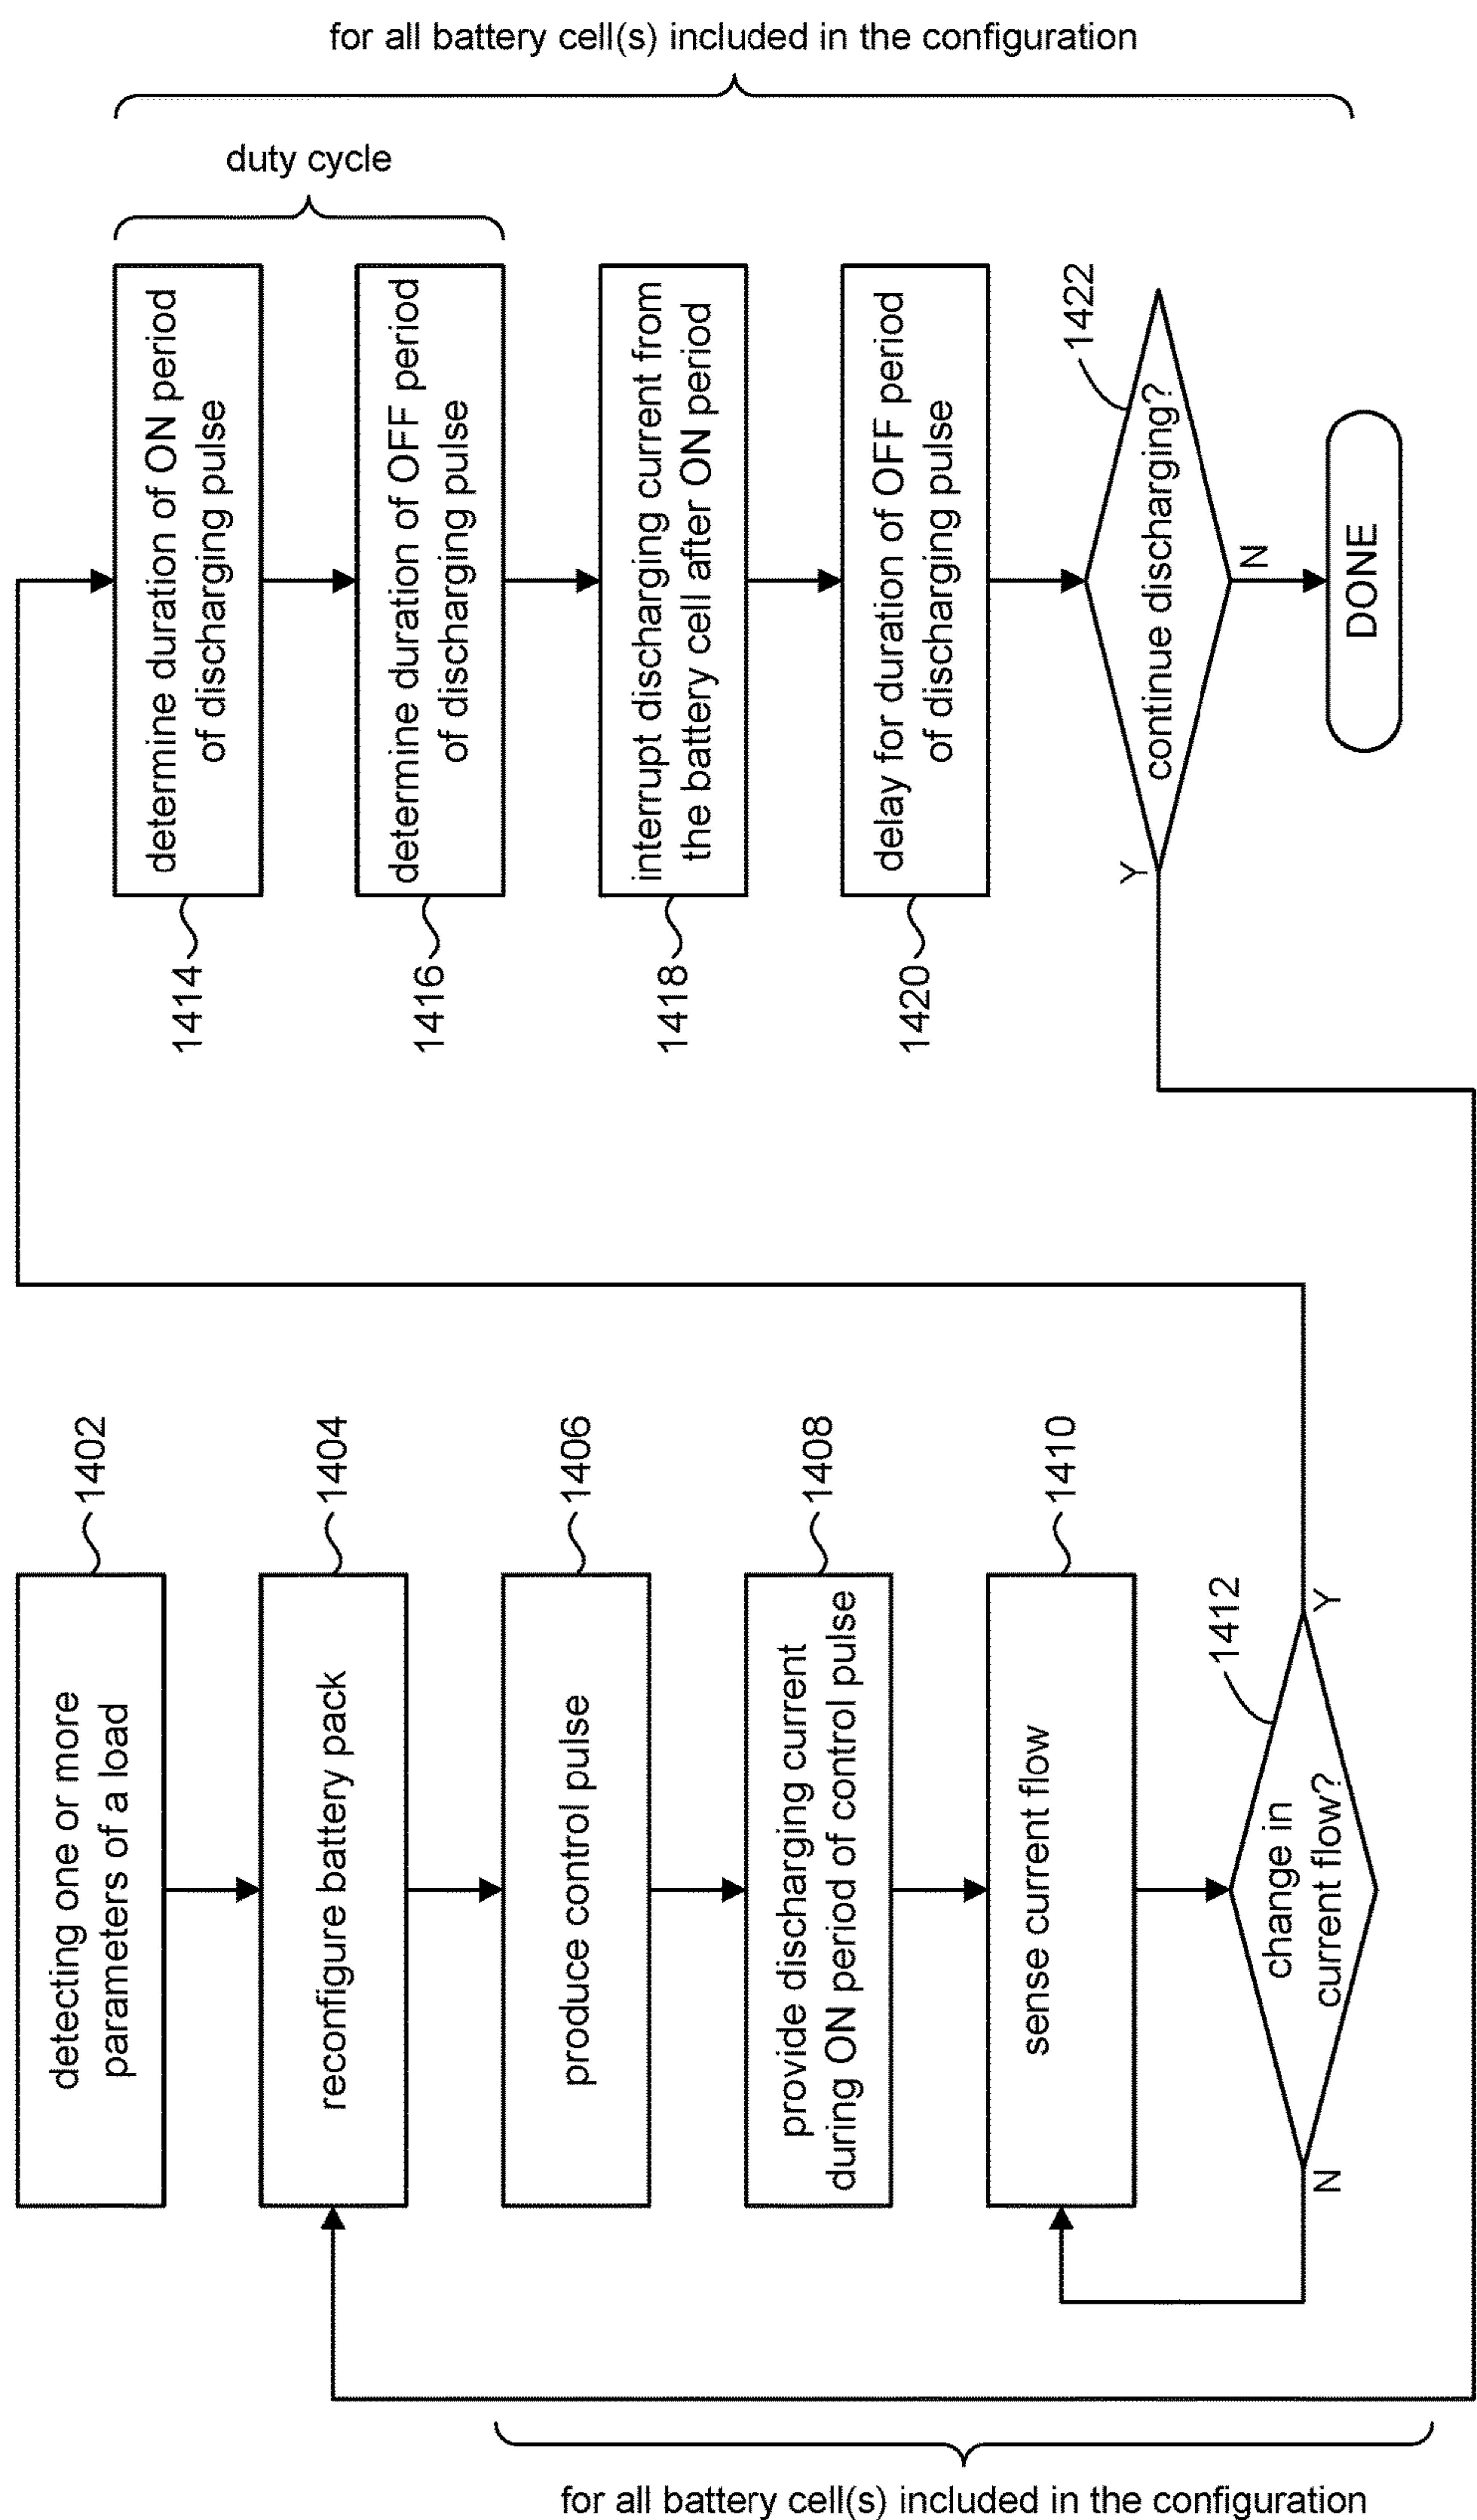 detecting one or more
parameters of a load
1402
reconfigure battery pack
1404
produce control pulse
1406
provide discharging current
during ON period of control pulse
1408
sense current flow
1410
change in
current flow?
1412
N
Y
for all battery cell(s) included in the configuration
for all battery cell(s) included in the configuration
duty cycle
determine duration of ON period
of discharging pulse
1414
determine duration of OFF period
of discharging pulse
1416
interrupt discharging current from
the battery cell after ON period
1418
delay for duration of OFF period
of discharging pulse
1420
continue discharging?
1422
Y
N
DONE